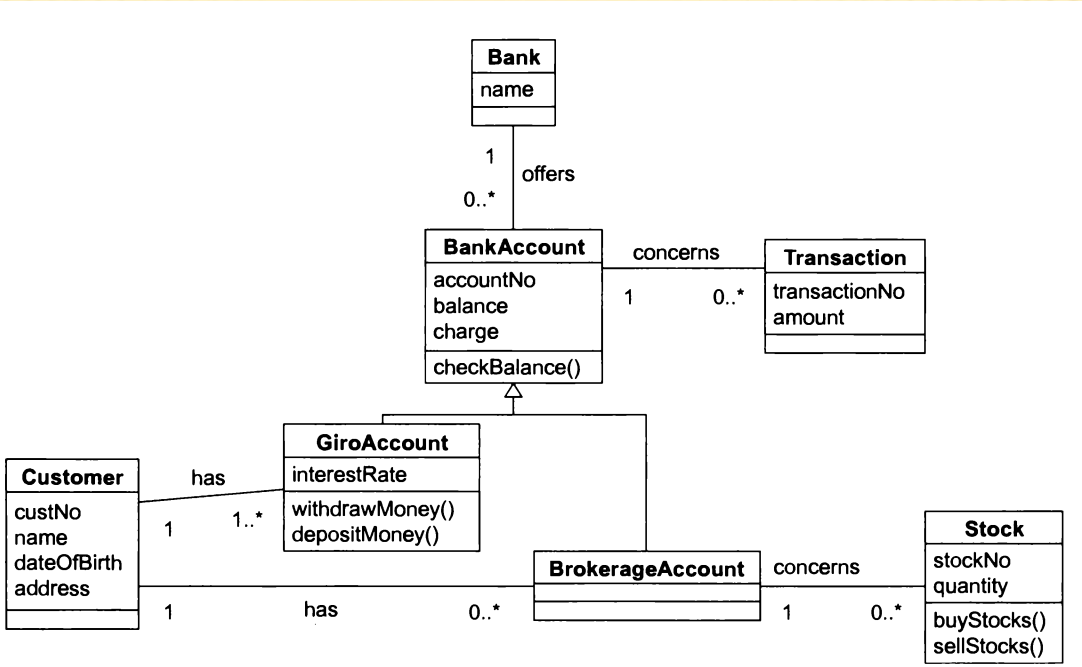 Bank
name
1
offers
0..*
BankAccount
accountNo
balance
charge
checkBalance()
concerns
1
0..*
Transaction
transactionNo
amount
GiroAccount
interestRate
withdrawMoney()
depositMoney()
Customer
custNo
name
dateOfBirth
address
has
1
1..*
1
has
0..*
BrokerageAccount
concerns
1
0..*
Stock
stockNo
quantity
buyStocks()
sellStocks()